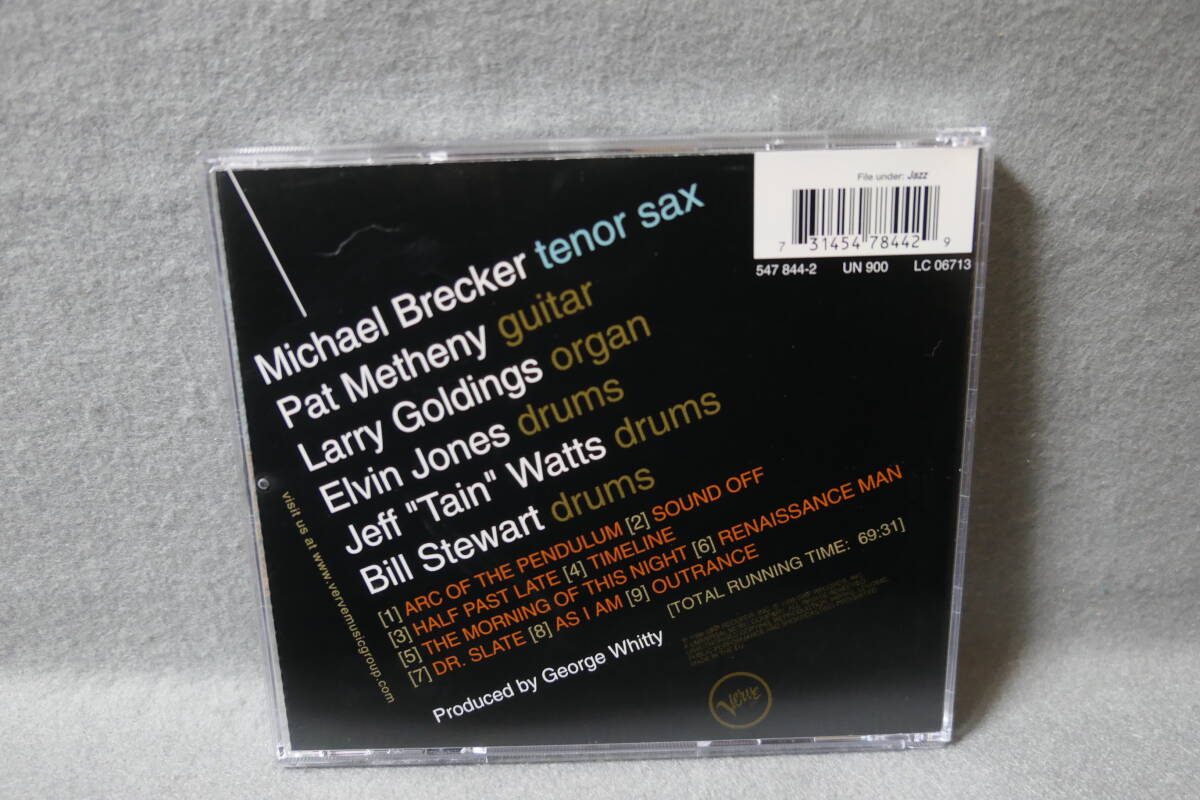 File under: Jazz
7 31454 78442 9
547 844-2 UN 900 LC 06713
Michael Brecker tenor sax
Pat Metheny guitar
Larry Goldings organ
Elvin Jones drums
Jeff "Tain" Watts drums
Bill Stewart drums
[1] ARC OF THE PENDULUM [2] SOUND OFF
[3] HALF PAST LATE [4] TIMELINE
[5] THE MORNING OF THIS NIGHT [6] RENAISSANCE MAN
[7] DR. SLATE [8] AS I AM [9] OUTRANCE
[TOTAL RUNNING TIME: 69:31]
Produced by George Whitty
visit us at www.vervemusicgroup.com
MADE IN THE EU
Verve